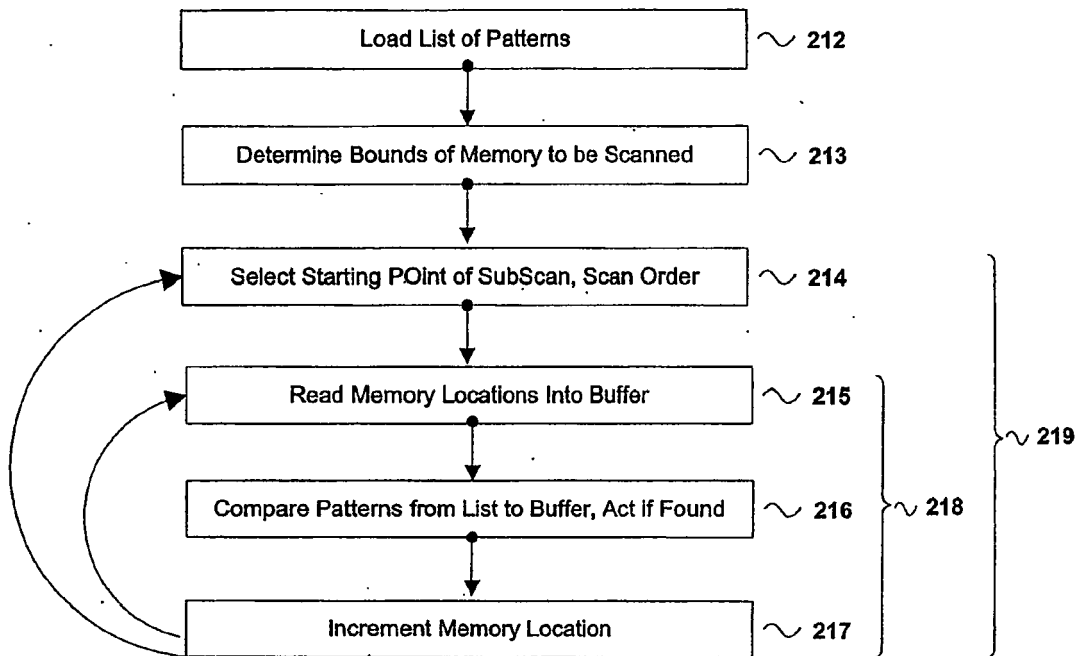 Load List of Patterns 212
Determine Bounds of Memory to be Scanned 213
Select Starting POint of SubScan, Scan Order 214
Read Memory Locations Into Buffer 215
219
Compare Patterns from List to Buffer, Act if Found 216
218
Increment Memory Location 217